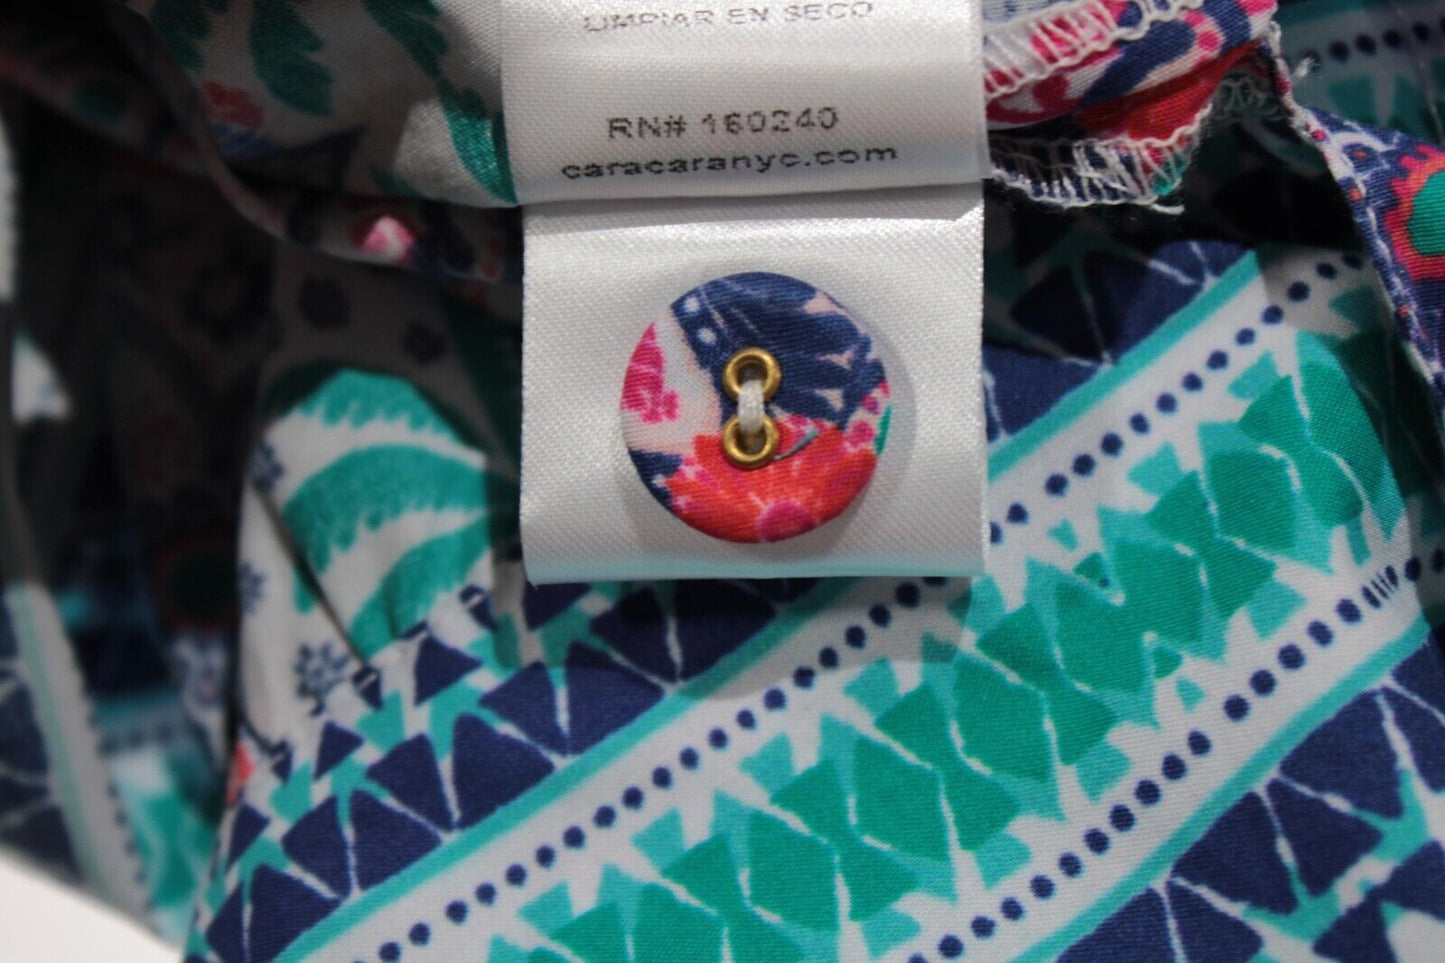 LIMPIAR EN SECO
RN# 160240
caracaranyc.com